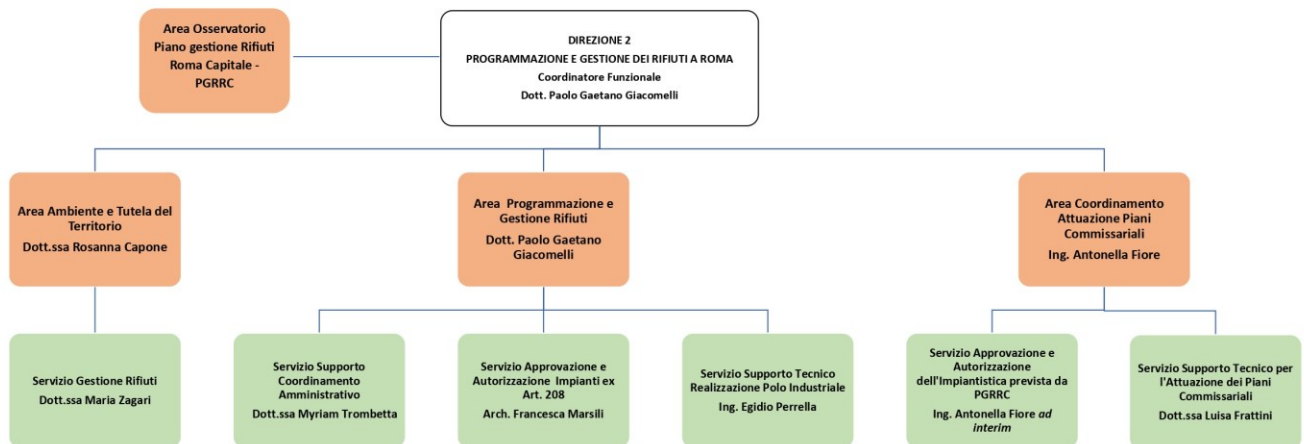 Area Osservatorio
Piano gestione Rifiuti
Roma Capitale -
PGRRC
DIREZIONE 2
PROGRAMMAZIONE E GESTIONE DEI RIFIUTI A ROMA
Coordinatore Funzionale
Dott. Paolo Gaetano Giacomelli
Area Ambiente e Tutela del
Territorio
Dott.ssa Rosanna Capone
Area Programmazione e
Gestione Rifiuti
Dott. Paolo Gaetano
Giacomelli
Area Coordinamento
Attuazione Piani
Commissariali
Ing. Antonella Fiore
Servizio Gestione Rifiuti
Dott.ssa Maria Zagari
Servizio Supporto
Coordinamento
Amministrativo
Dott.ssa Myriam Trombetta
Servizio Approvazione e
Autorizzazione Impianti ex
Art. 208
Arch. Francesca Marsili
Servizio Supporto Tecnico
Realizzazione Polo Industriale
Ing. Egidio Perrella
Servizio Approvazione e
Autorizzazione
dell'Impiantistica prevista da
PGRRC
Ing. Antonella Fiore ad
interim
Servizio Supporto Tecnico per
l'Attuazione dei Piani
Commissariali
Dott.ssa Luisa Frattini